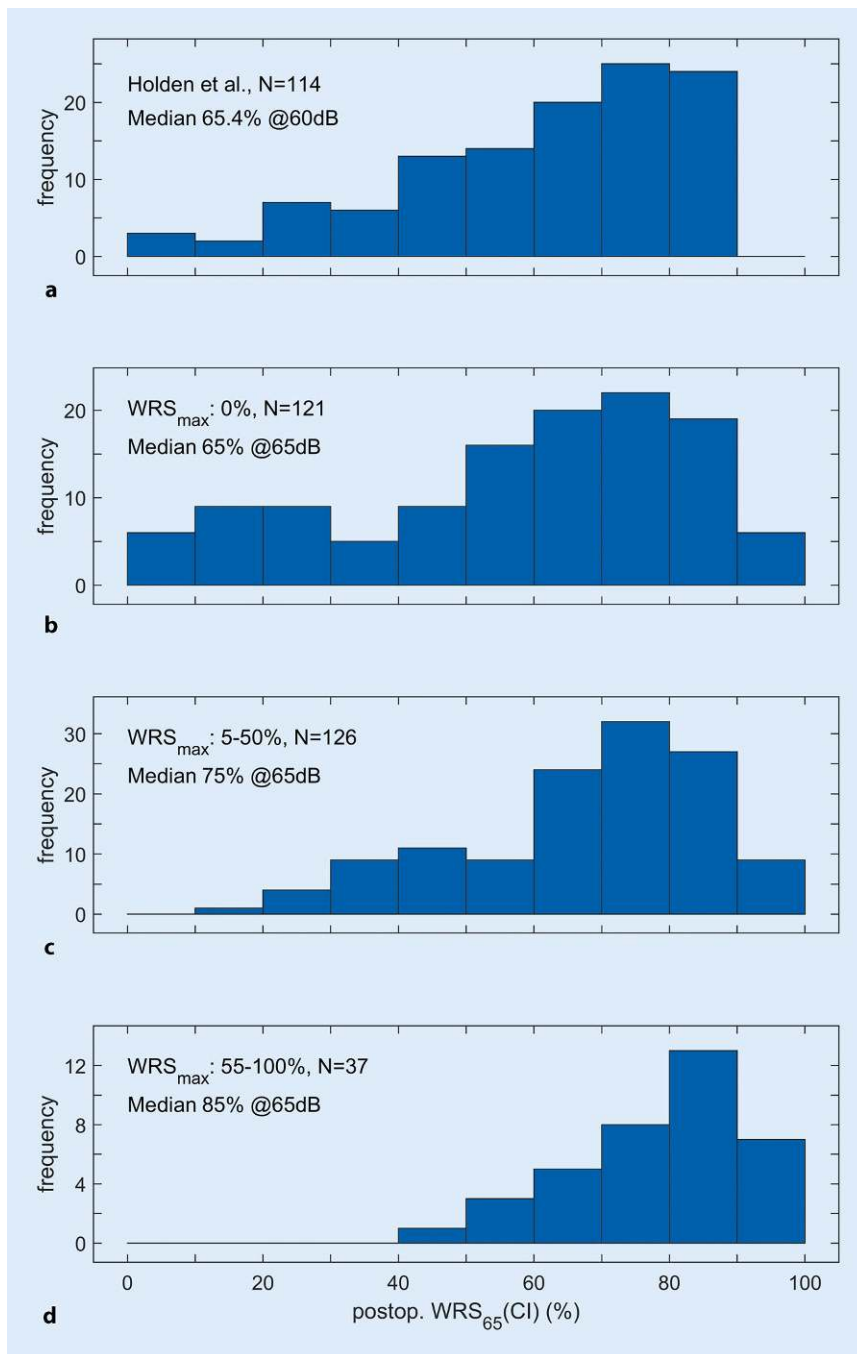 Holden et al., N=114
Median 65.4% @60dB
frequency
20
10
0
a
WRSmax: 0%, N=121
Median 65% @65dB
frequency
20
10
0
b
WRSmax: 5-50%, N=126
Median 75% @65dB
frequency
30
20
10
0
c
WRSmax: 55-100%, N=37
Median 85% @65dB
frequency
12
8
4
0
0 20 40 60 80 100
postop. WRS65(CI) (%)
d